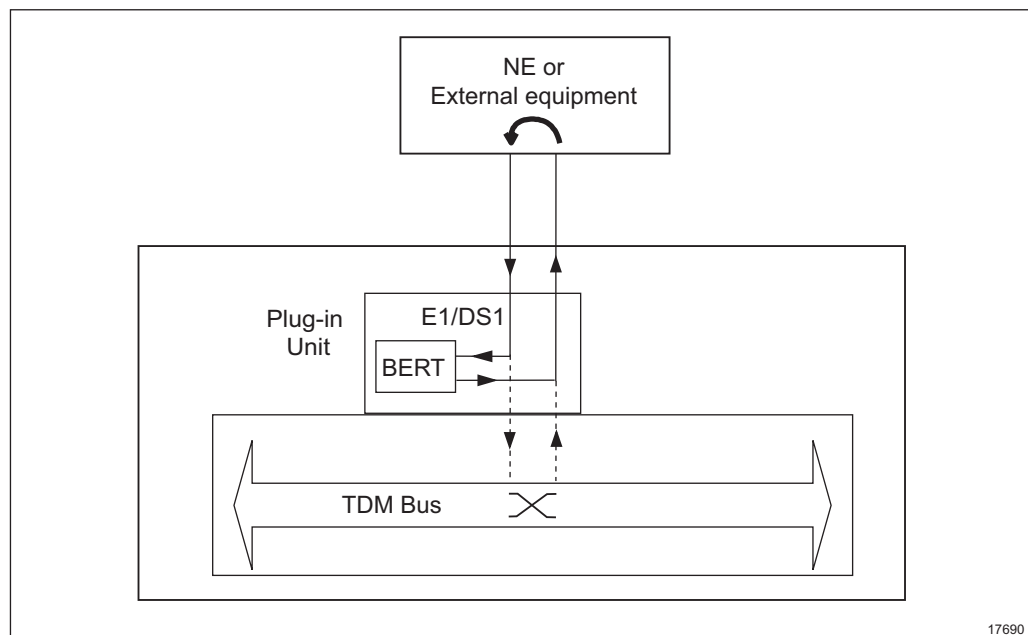 NE or
External equipment
Plug-in
Unit
E1/DS1
BERT
TDM Bus
17690